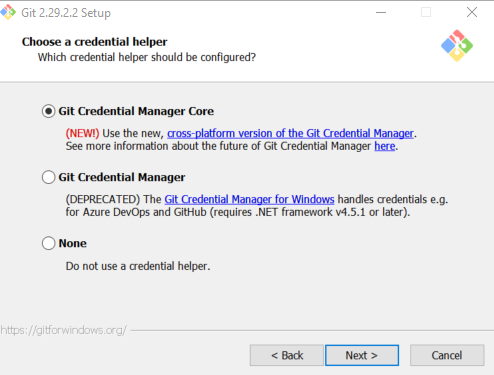 Git 2.29.2.2 Setup
Choose a credential helper
Which credential helper should be configured?
Git Credential Manager Core
(NEW!) Use the new, cross-platform version of the Git Credential Manager.
See more information about the future of Git Credential Manager here.
Git Credential Manager
(DEPRECATED) The Git Credential Manager for Windows handles credentials e.g.
for Azure DevOps and GitHub (requires .NET framework v4.5.1 or later).
None
Do not use a credential helper.
https://gitforwindows.org/
< Back
Next >
Cancel